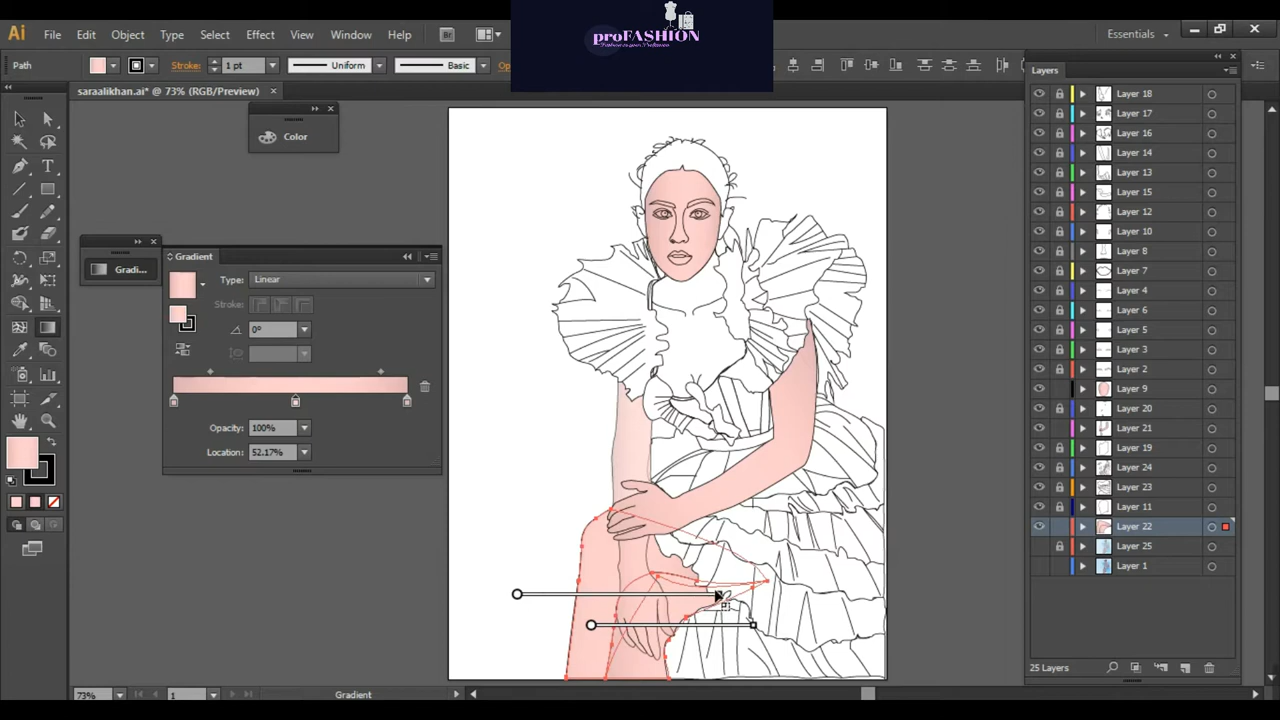 proFASHION
Ai File Edit Object Type Select Effect View Window Help Br Essentials
Path Stroke: 1 pt Uniform Basic Op
saraalikhan.ai* @ 73% (RGB/Preview)
Color
Gradi...
Gradient
Type: Linear
Stroke:
0°
Opacity: 100%
Location: 52.17%
Layers
Layer 18
Layer 17
Layer 16
Layer 14
Layer 13
Layer 15
Layer 12
Layer 10
Layer 8
Layer 7
Layer 4
Layer 6
Layer 5
Layer 3
Layer 2
Layer 9
Layer 20
Layer 21
Layer 19
Layer 24
Layer 23
Layer 11
Layer 22
Layer 25
Layer 1
25 Layers
73% 1 Gradient